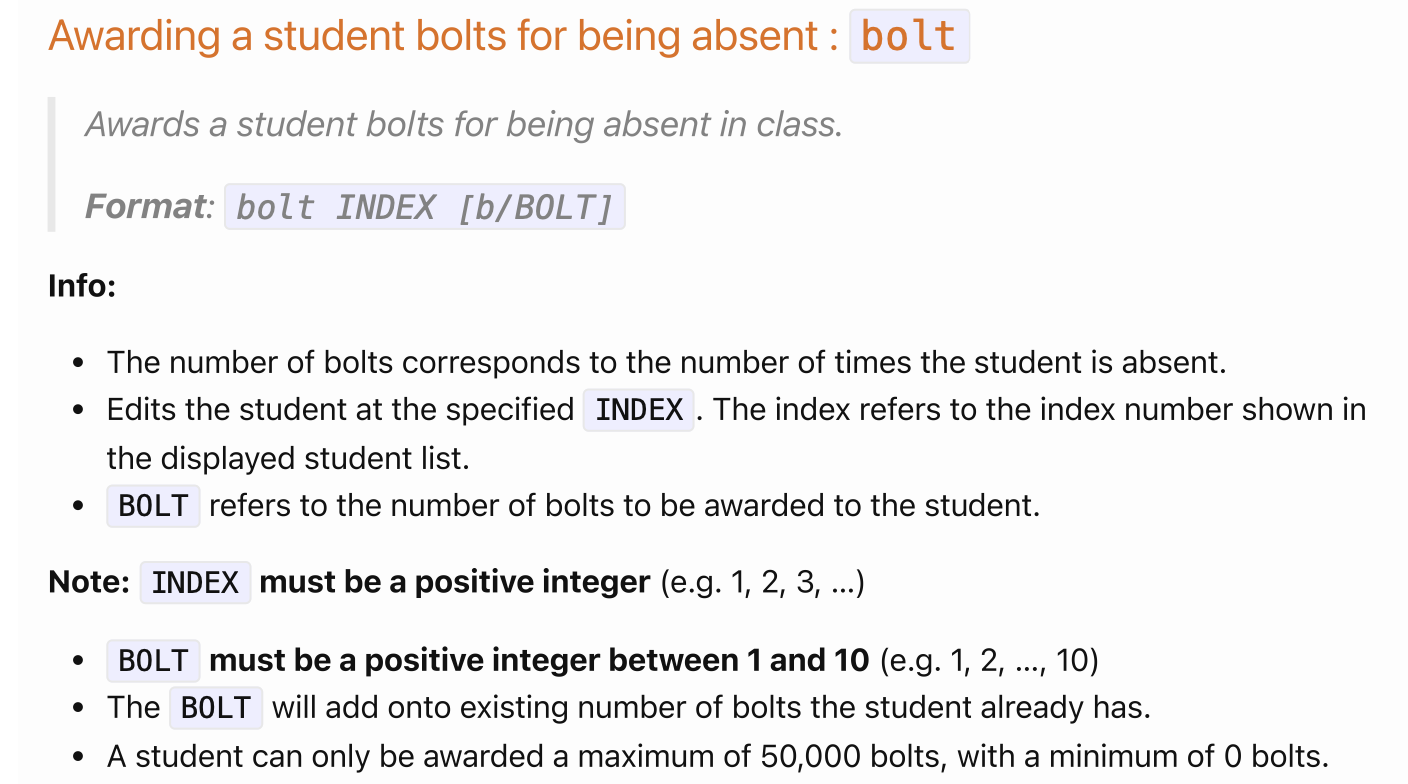 Awarding a student bolts for being absent : bolt
Awards a student bolts for being absent in class.
Format: bolt INDEX [b/BOLT]
Info:
• The number of bolts corresponds to the number of times the student is absent.
• Edits the student at the specified INDEX . The index refers to the index number shown in
the displayed student list.
• BOLT refers to the number of bolts to be awarded to the student.
Note: INDEX must be a positive integer (e.g. 1, 2, 3, ...)
• BOLT must be a positive integer between 1 and 10 (e.g. 1, 2, ..., 10)
• The BOLT will add onto existing number of bolts the student already has.
• A student can only be awarded a maximum of 50,000 bolts, with a minimum of 0 bolts.